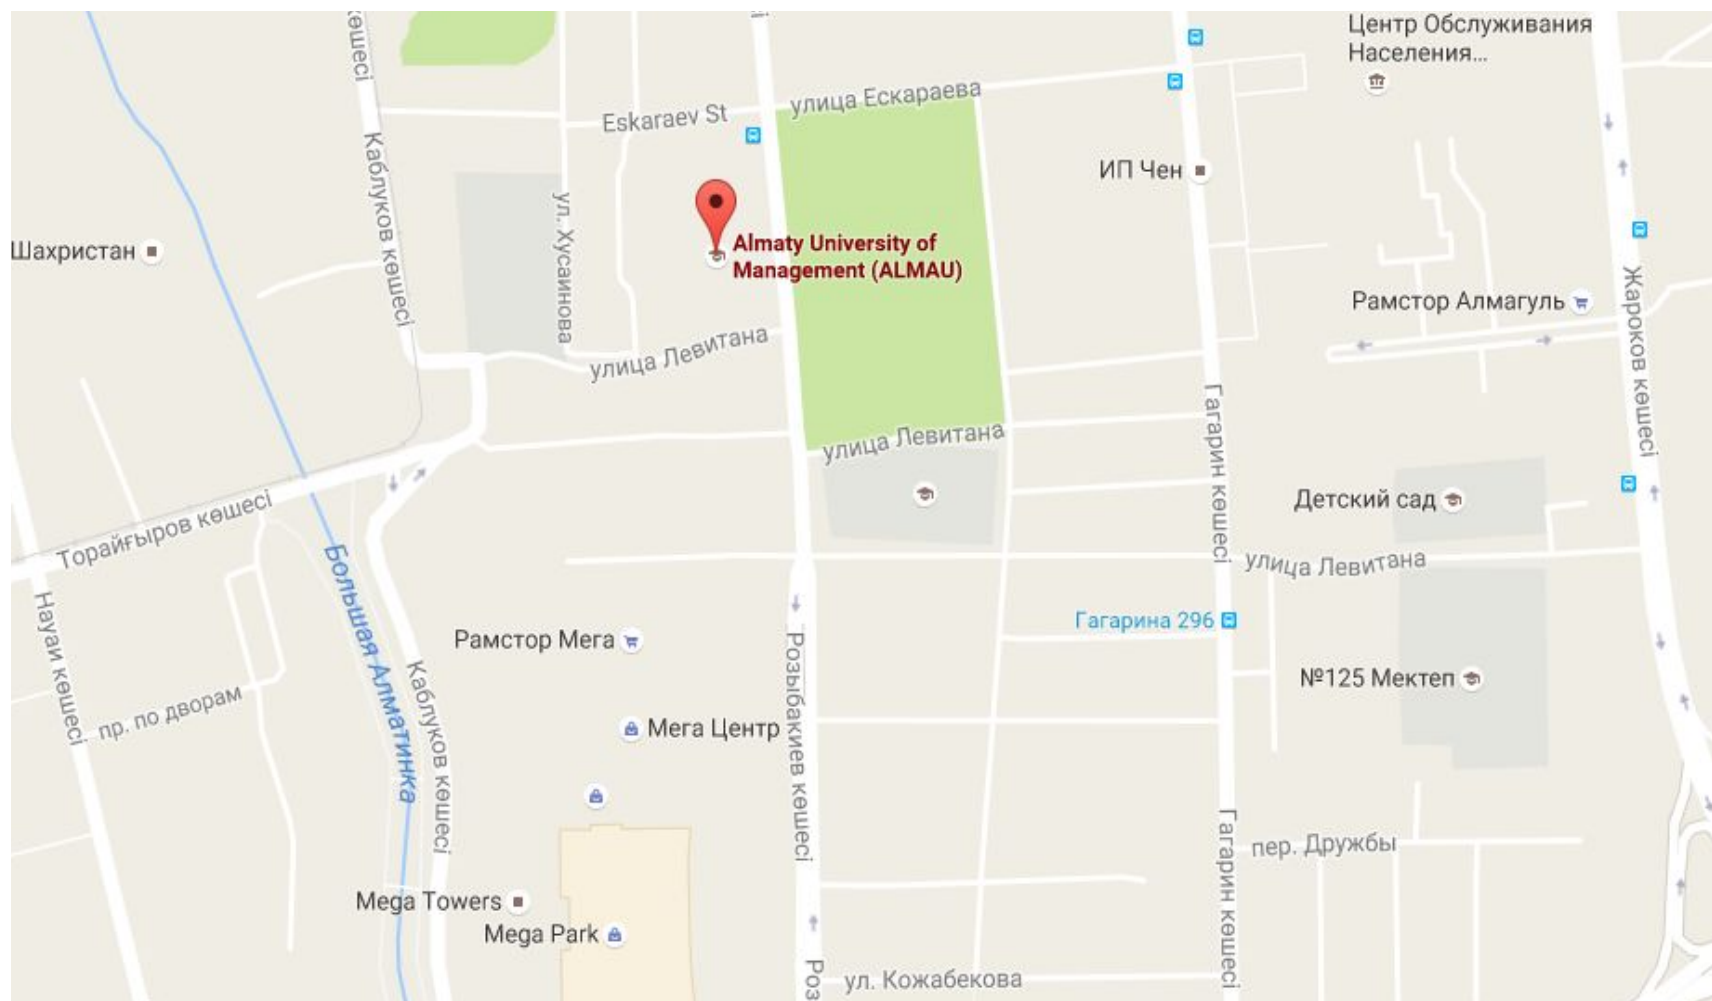 көшесі
і
Центр Обслуживания
Населения...
улица Ескараева
Eskaraev St
Каблуков көшесі
ИП Чен
ул. Хусаинова
Almaty University of
Management (ALMAU)
Шахристан
Рамстор Алмагуль
Жароков көшесі
улица Левитана
Гагарин көшесі
улица Левитана
Детский сад
Торайғыров көшесі
улица Левитана
Большая Алматинка
Науаи көшесі
Гагарина 296
Рамстор Мега
Розыбакиев көшесі
№125 Мектеп
Каблуков көшесі
пр. по дворам
Мега Центр
Гагарин көшесі
пер. Дружбы
Mega Towers
Mega Park
Роз
ул. Кожабекова